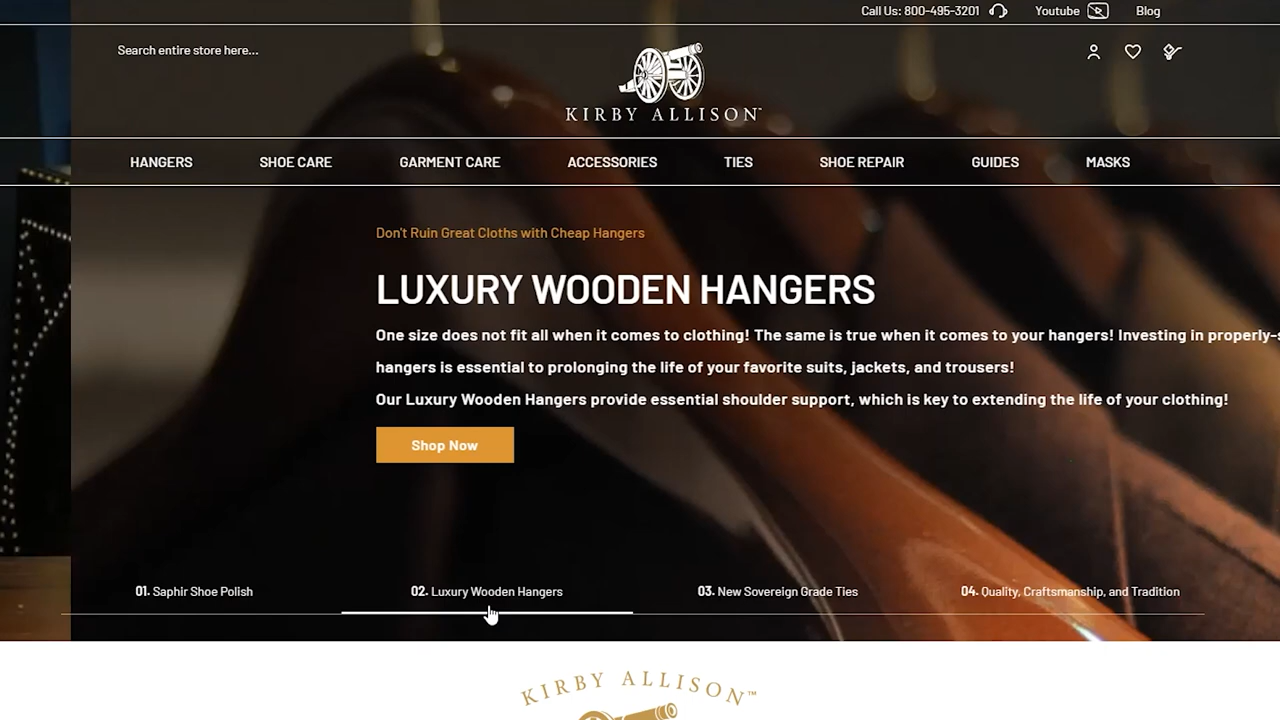 Call Us: 800-495-3201 Youtube Blog
Search entire store here...
KIRBY ALLISON™
HANGERS SHOE CARE GARMENT CARE ACCESSORIES TIES SHOE REPAIR GUIDES MASKS
Don't Ruin Great Cloths with Cheap Hangers
LUXURY WOODEN HANGERS
One size does not fit all when it comes to clothing! The same is true when it comes to your hangers! Investing in properly-
hangers is essential to prolonging the life of your favorite suits, jackets, and trousers!
Our Luxury Wooden Hangers provide essential shoulder support, which is key to extending the life of your clothing!
Shop Now
01. Saphir Shoe Polish 02. Luxury Wooden Hangers 03. New Sovereign Grade Ties 04. Quality, Craftsmanship, and Tradition
KIRBY ALLISON™